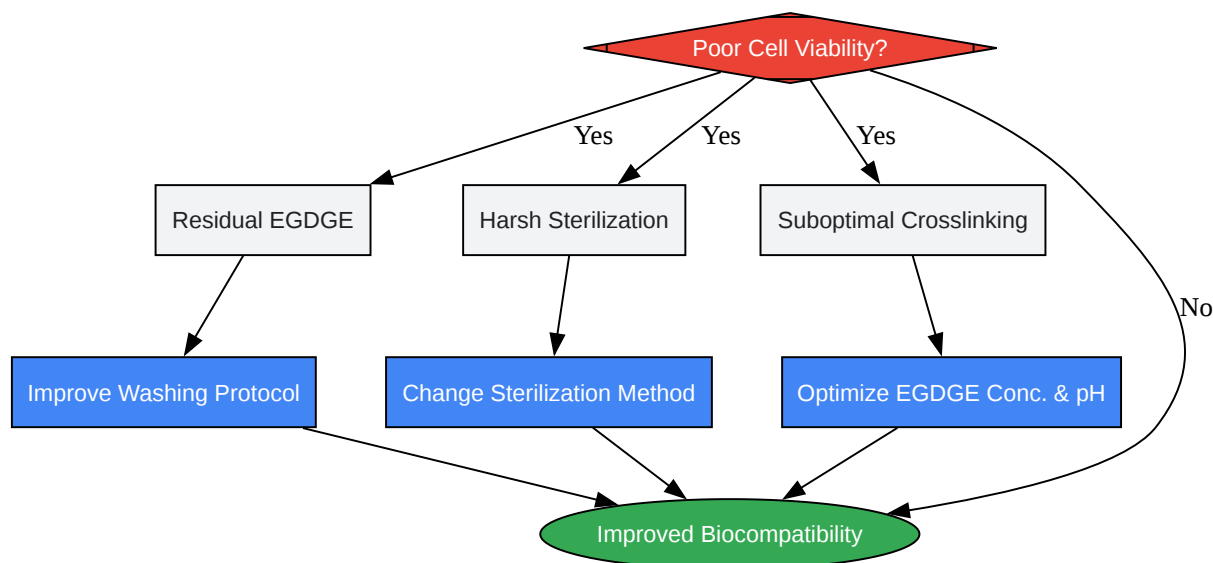 Poor Cell Viability?
Yes
Yes
Yes
Residual EGDGE
Harsh Sterilization
Suboptimal Crosslinking
No
Improve Washing Protocol
Change Sterilization Method
Optimize EGDGE Conc. & pH
Improved Biocompatibility